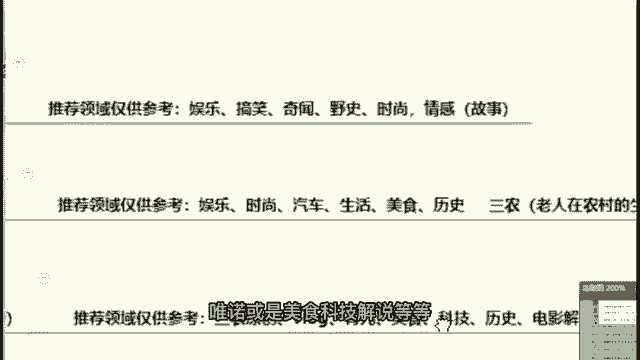 推荐领域仅供参考：娱乐、搞笑、奇闻、野史、时尚，情感（故事）
推荐领域仅供参考：娱乐、时尚、汽车、生活、美食、历史 三农（老人在农村的生
） 推荐领域仅供参考： 科技、历史、电影解
唯诺或是美食科技解说等等
200%